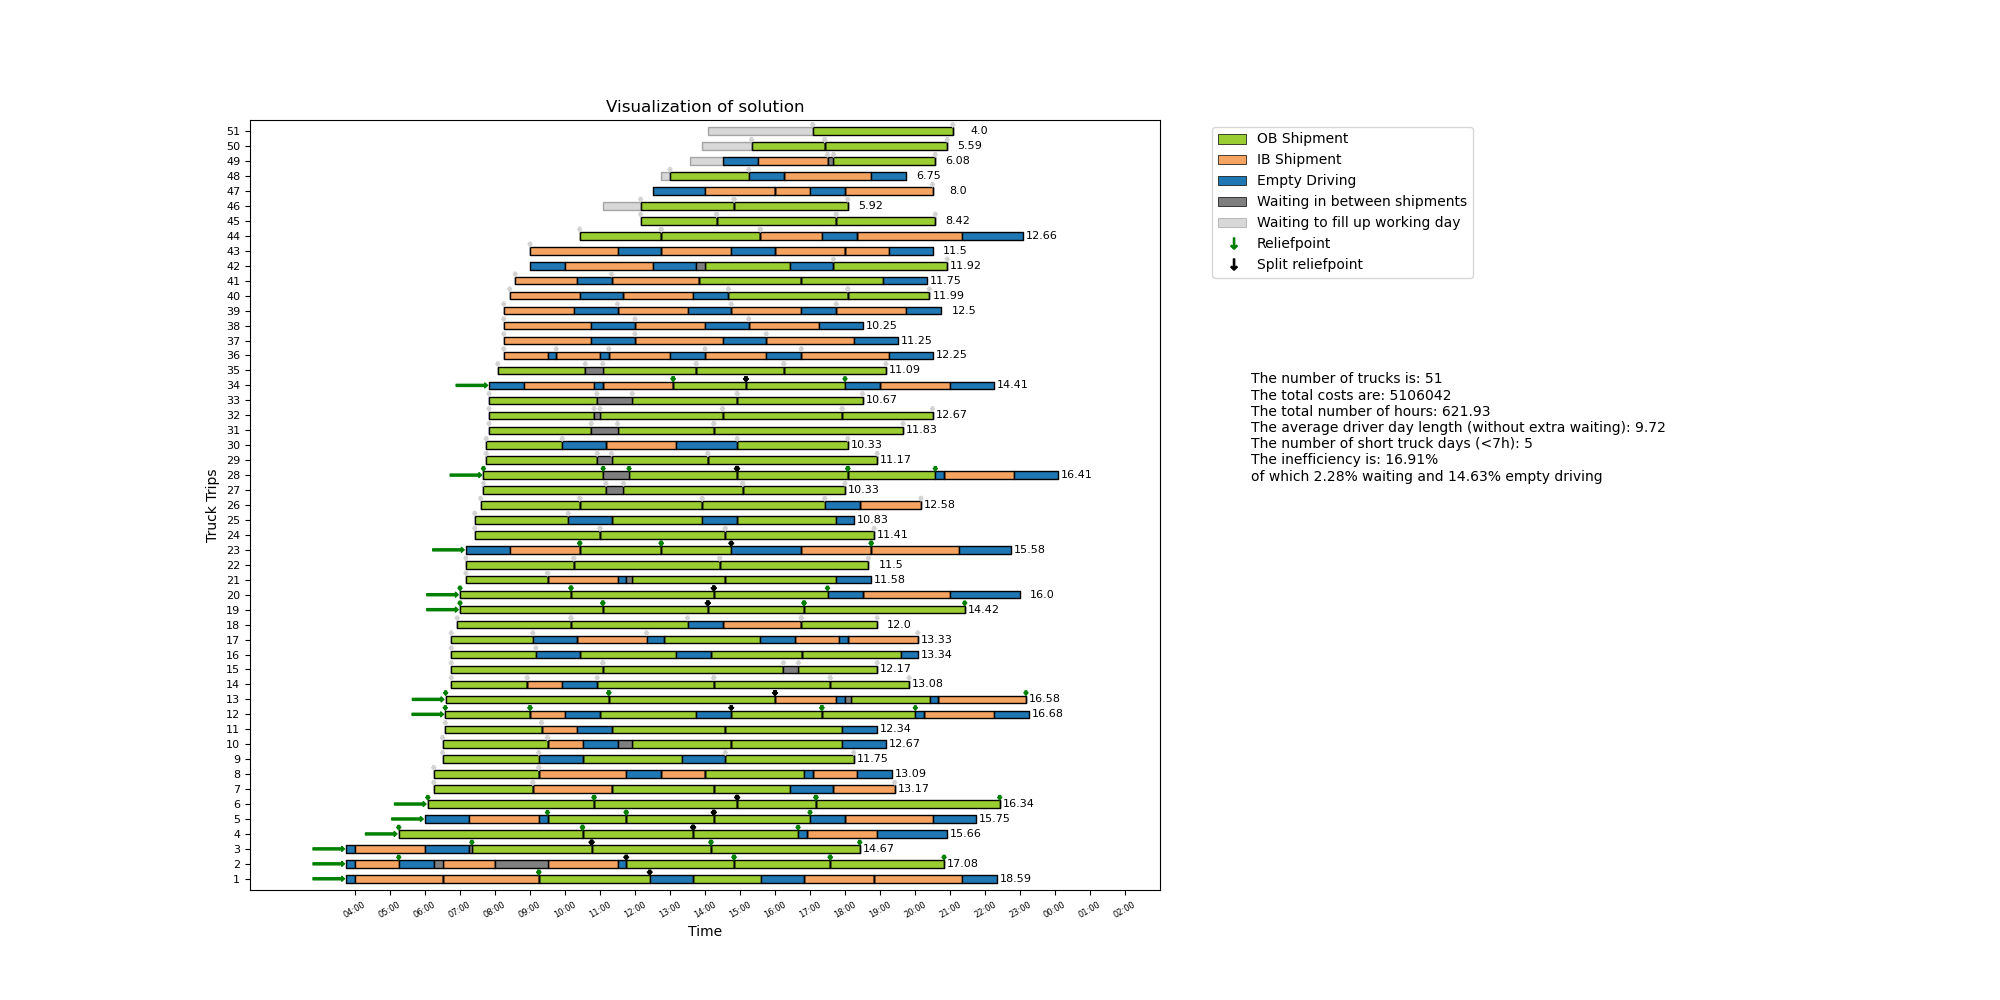 Visualization of solution
51 4.0
50 5.59
49 6.08
48 6.75
47 8.0
46 5.92
45 8.42
44 12.66
43 11.5
42 11.92
41 11.75
40 11.99
39 12.5
38 10.25
37 11.25
36 12.25
35 11.09
34 14.41
33 10.67
32 12.67
31 11.83
30 10.33
29 11.17
28 16.41
27 10.33
26 12.58
25 10.83
24 11.41
23 15.58
22 11.5
21 11.58
20 16.0
19 14.42
18 12.0
17 13.33
16 13.34
15 12.17
14 13.08
13 16.58
12 16.68
11 12.34
10 12.67
9 11.75
8 13.09
7 13.17
6 16.34
5 15.75
4 15.66
3 14.67
2 17.08
1 18.59
Truck Trips
04:00 05:00 06:00 07:00 08:00 09:00 10:00 11:00 12:00 13:00 14:00 15:00 16:00 17:00 18:00 19:00 20:00 21:00 22:00 23:00 00:00 01:00 02:00
Time
OB Shipment
IB Shipment
Empty Driving
Waiting in between shipments
Waiting to fill up working day
Reliefpoint
Split reliefpoint
The number of trucks is: 51
The total costs are: 5106042
The total number of hours: 621.93
The average driver day length (without extra waiting): 9.72
The number of short truck days (<7h): 5
The inefficiency is: 16.91%
of which 2.28% waiting and 14.63% empty driving